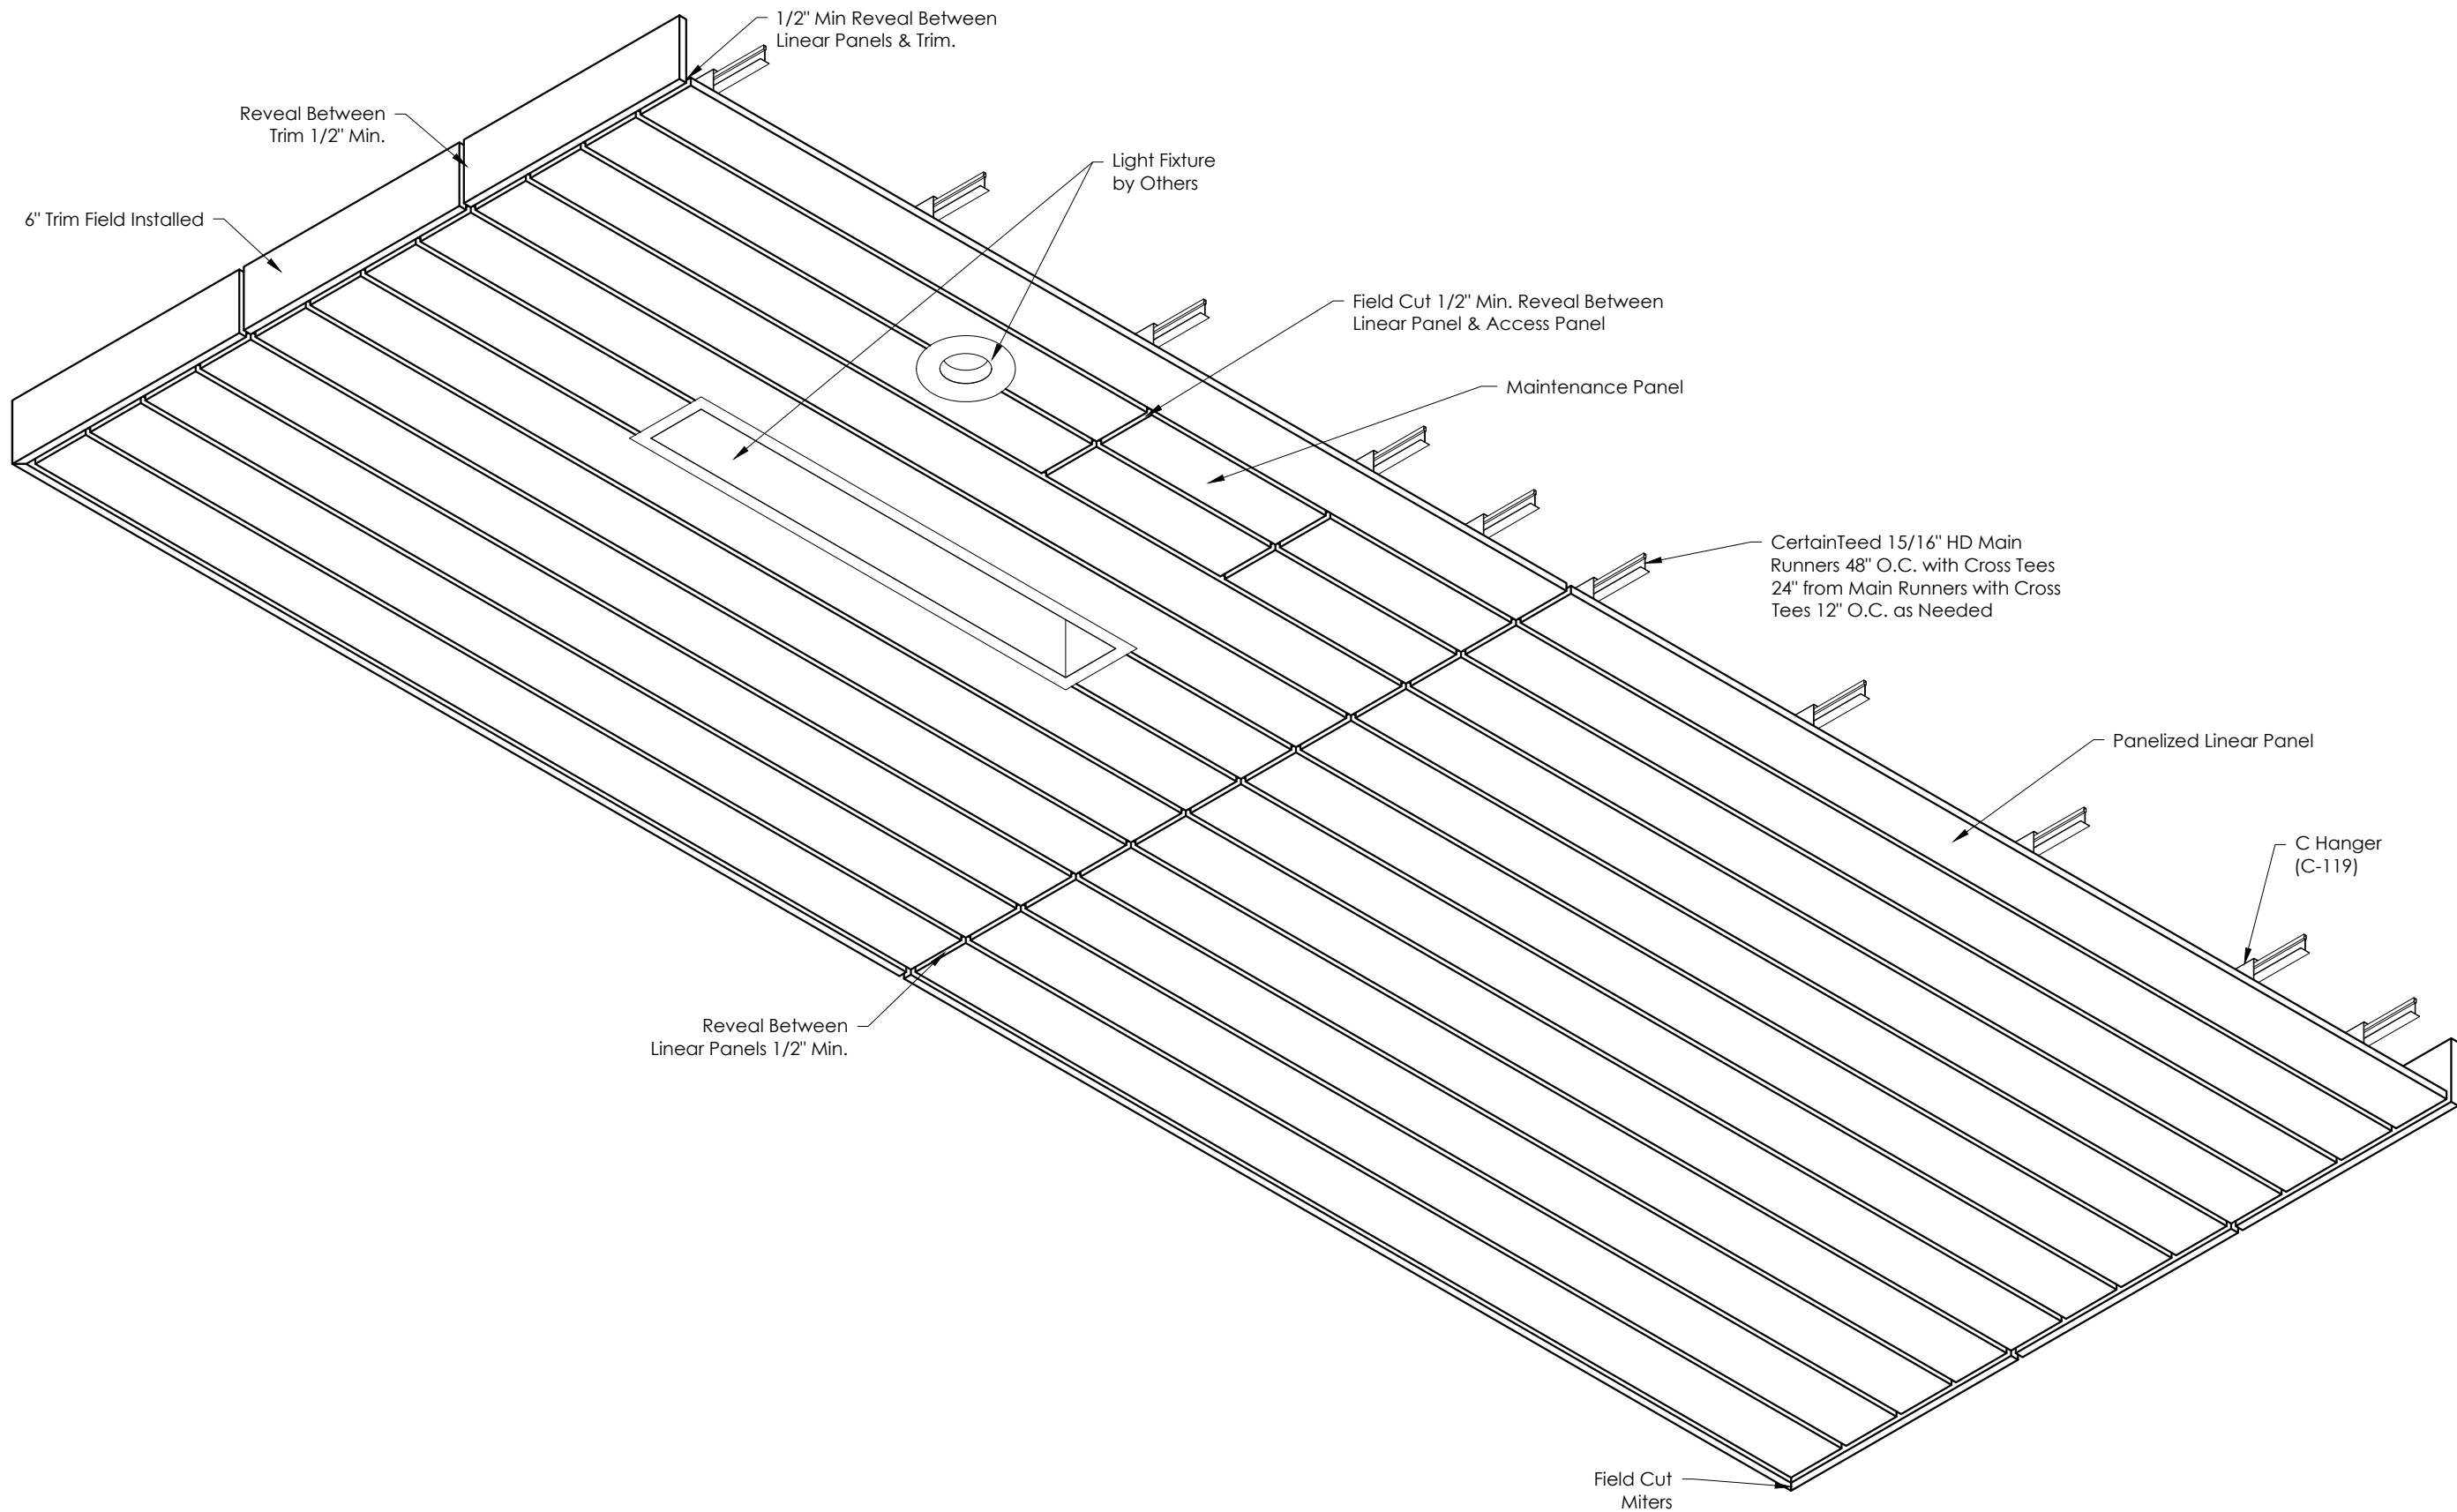 1/2" Min Reveal Between
Linear Panels & Trim.
Reveal Between
Trim 1/2" Min.
Light Fixture
by Others
6" Trim Field Installed
Field Cut 1/2" Min. Reveal Between
Linear Panel & Access Panel
Maintenance Panel
CertainTeed 15/16" HD Main
Runners 48" O.C. with Cross Tees
24" from Main Runners with Cross
Tees 12" O.C. as Needed
Panelized Linear Panel
C Hanger
(C-119)
Reveal Between
Linear Panels 1/2" Min.
Field Cut
Miters